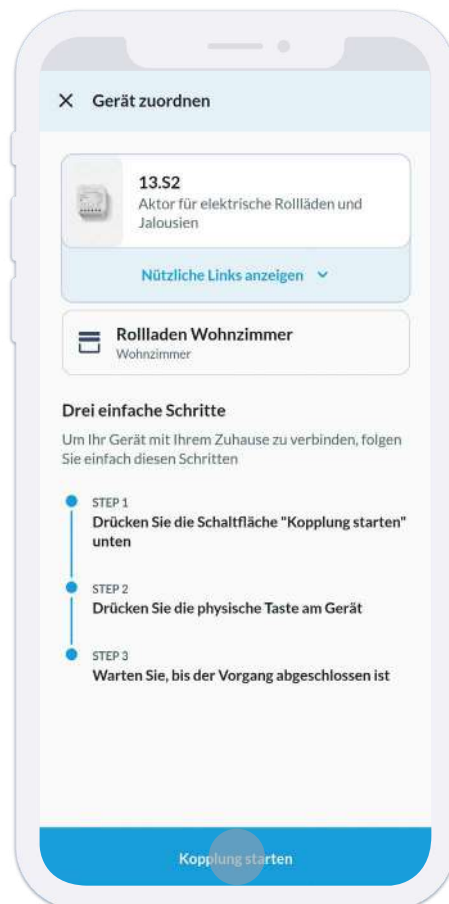 Gerät zuordnen
13.S2
Aktor für elektrische Rollläden und
Jalousien
Nützliche Links anzeigen
Rollladen Wohnzimmer
Wohnzimmer
Drei einfache Schritte
Um Ihr Gerät mit Ihrem Zuhause zu verbinden, folgen
Sie einfach diesen Schritten
STEP 1
Drücken Sie die Schaltfläche "Kopplung starten"
unten
STEP 2
Drücken Sie die physische Taste am Gerät
STEP 3
Warten Sie, bis der Vorgang abgeschlossen ist
Kopplung starten